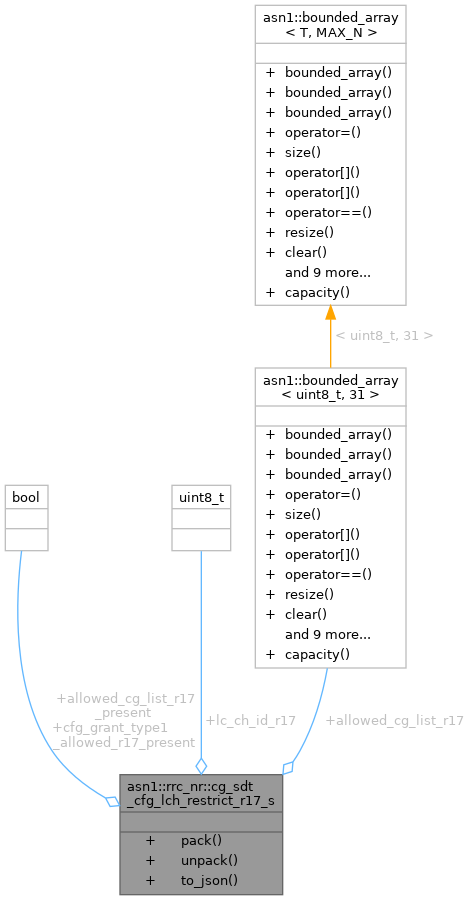 asn1::bounded_array
< T, MAX_N >
+ bounded_array()
+ bounded_array()
+ bounded_array()
+ operator=()
+ size()
+ operator[]()
+ operator[]()
+ operator==()
+ resize()
+ clear()
and 9 more...
+ capacity()
< uint8_t, 31 >
asn1::bounded_array
< uint8_t, 31 >
+ bounded_array()
+ bounded_array()
+ bounded_array()
+ operator=()
+ size()
+ operator[]()
+ operator[]()
+ operator==()
+ resize()
+ clear()
and 9 more...
+ capacity()
bool
uint8_t
+allowed_cg_list_r17
_present
+cfg_grant_type1
_allowed_r17_present
+lc_ch_id_r17
+allowed_cg_list_r17
asn1::rrc_nr::cg_sdt
_cfg_lch_restrict_r17_s
+ pack()
+ unpack()
+ to_json()